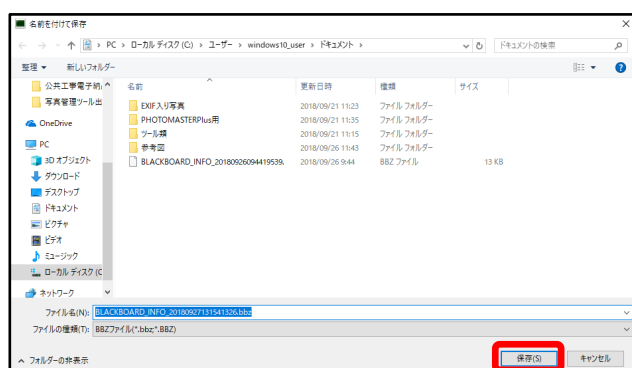 名前を付けて保存
PC › ローカル ディスク (C:) › ユーザー › windows10_user › ドキュメント ›
ドキュメントの検索
整理 ▼ 新しいフォルダー
公共工事電子納
写真管理ツール出
OneDrive
PC
3D オブジェクト
ダウンロード
デスクトップ
ドキュメント
ピクチャ
ビデオ
ミュージック
ローカル ディスク (C
ネットワーク
名前 更新日時 種類 サイズ
EXIF入り写真 2018/09/21 11:23 ファイル フォルダー
PHOTOMASTERPlus用 2018/09/21 11:35 ファイル フォルダー
ツール類 2018/09/21 11:15 ファイル フォルダー
参考図 2018/09/26 11:43 ファイル フォルダー
BLACKBOARD_INFO_20180926094419539. 2018/09/26 9:44 BBZ ファイル 13 KB
ファイル名(N): BLACKBOARD_INFO_20180927131541326.bbz
ファイルの種類(T): BBZファイル(*.bbz;*.BBZ)
フォルダーの非表示
保存(S) キャンセル